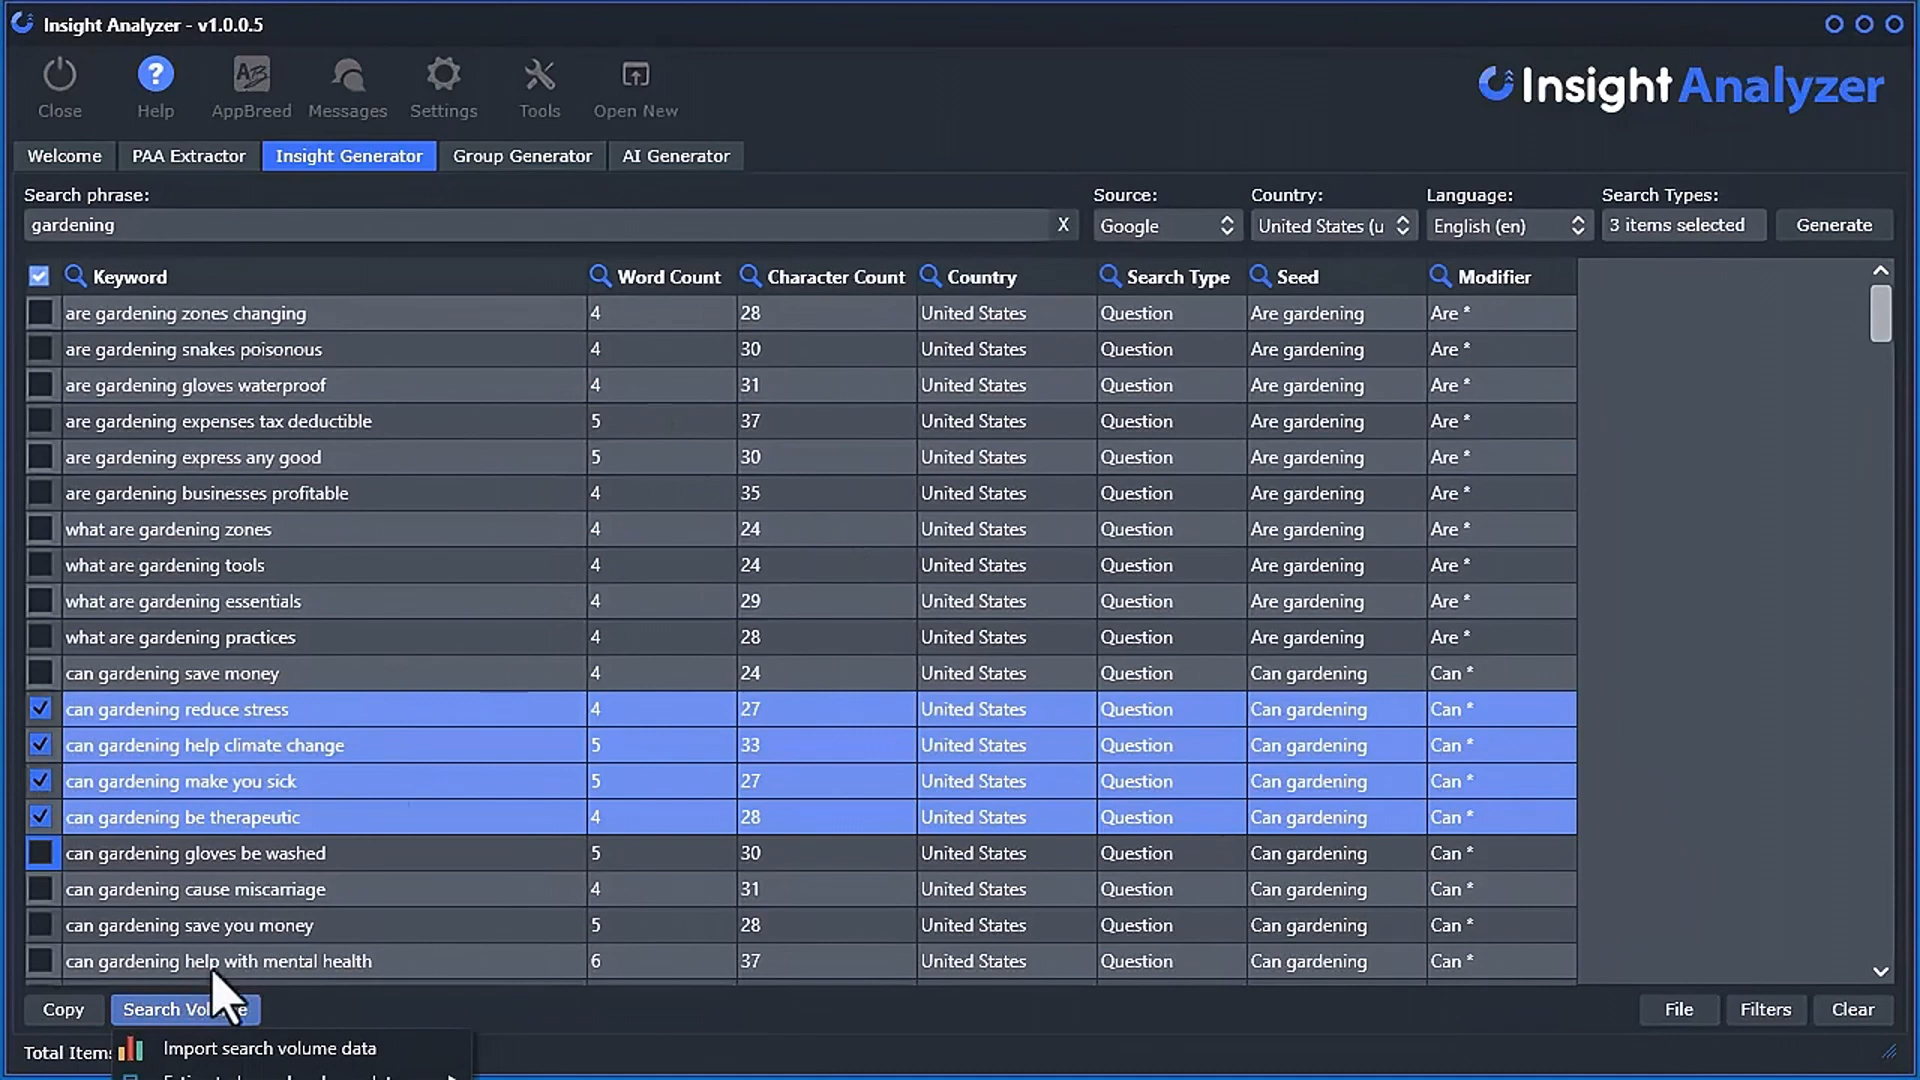 Insight Analyzer - v1.0.0.5
Close Help AppBreed Messages Settings Tools Open New
Insight Analyzer
Welcome PAA Extractor Insight Generator Group Generator AI Generator
Search phrase: Source: Country: Language: Search Types:
gardening X Google United States (u English (en) 3 items selected Generate
Keyword Word Count Character Count Country Search Type Seed Modifier
are gardening zones changing 4 28 United States Question Are gardening Are *
are gardening snakes poisonous 4 30 United States Question Are gardening Are *
are gardening gloves waterproof 4 31 United States Question Are gardening Are *
are gardening expenses tax deductible 5 37 United States Question Are gardening Are *
are gardening express any good 5 30 United States Question Are gardening Are *
are gardening businesses profitable 4 35 United States Question Are gardening Are *
what are gardening zones 4 24 United States Question Are gardening Are *
what are gardening tools 4 24 United States Question Are gardening Are *
what are gardening essentials 4 29 United States Question Are gardening Are *
what are gardening practices 4 28 United States Question Are gardening Are *
can gardening save money 4 24 United States Question Can gardening Can *
can gardening reduce stress 4 27 United States Question Can gardening Can *
can gardening help climate change 5 33 United States Question Can gardening Can *
can gardening make you sick 5 27 United States Question Can gardening Can *
can gardening be therapeutic 4 28 United States Question Can gardening Can *
can gardening gloves be washed 5 30 United States Question Can gardening Can *
can gardening cause miscarriage 4 31 United States Question Can gardening Can *
can gardening save you money 5 28 United States Question Can gardening Can *
can gardening help with mental health 6 37 United States Question Can gardening Can *
Copy Search File Filters Clear
Total Items
Import search volume data